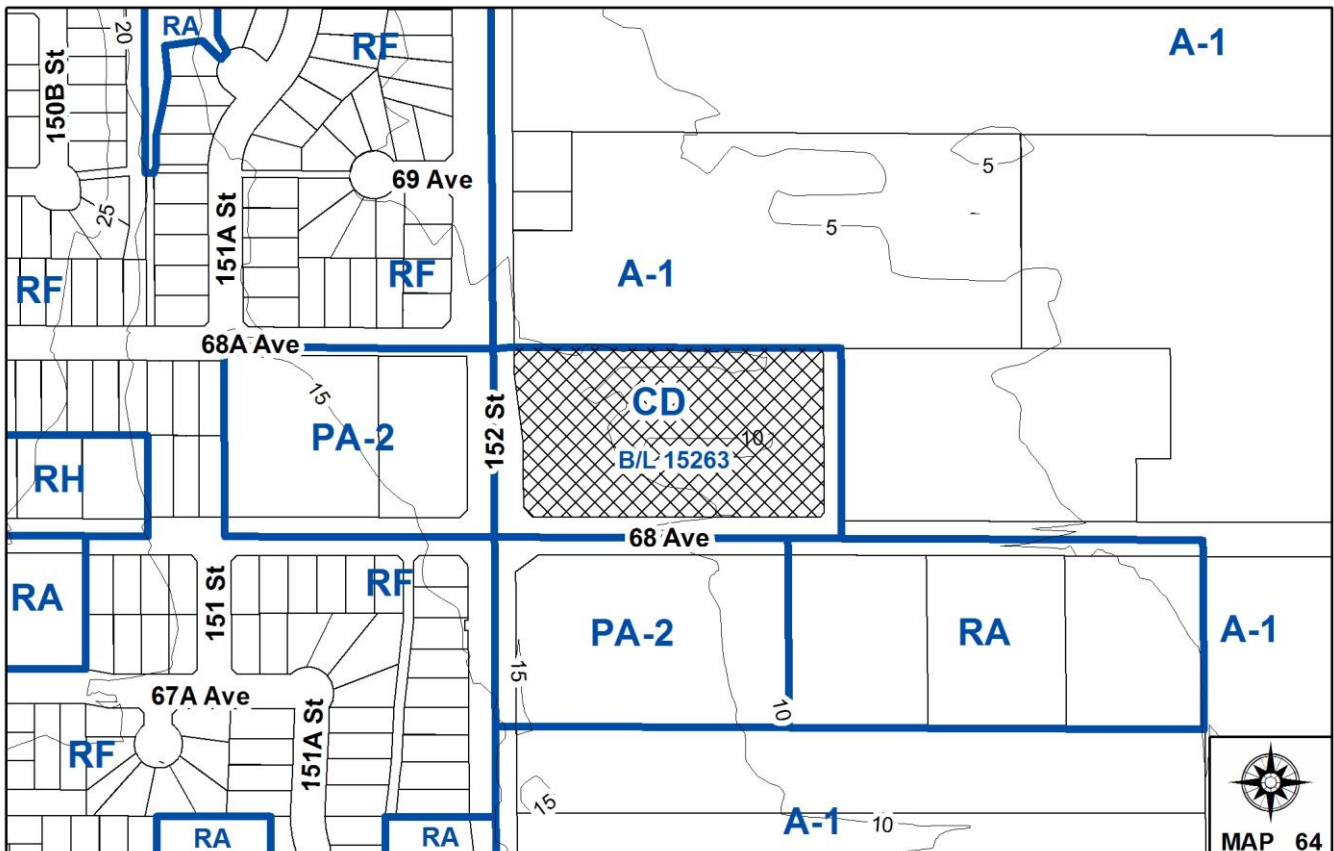 RA
RF
A-1
20
150B St
69 Ave
5
25
151A St
5
RF
RF
A-1
68A Ave
15
CD
152 St
PA-2
10
B/L 15263
RH
68 Ave
RF
RA
151 St
PA-2
RA
A-1
15
67A Ave
10
151A St
RF
15
A-1
10
RA
RA
MAP 64